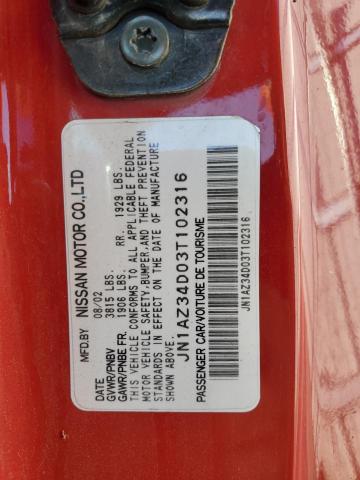 MFD.BY NISSAN MOTOR CO.,LTD
DATE 08/02
GVWR/PNBV 3815 LBS.
GAWR/PNBE FR. 1906 LBS. RR. 1929 LBS.
THIS VEHICLE CONFORMS TO ALL APPLICABLE FEDERAL
MOTOR VEHICLE SAFETY,BUMPER,AND THEFT PREVENTION
STANDARDS IN EFFECT ON THE DATE OF MANUFACTURE
SHOWN ABOVE.
JN1AZ34D03T102316
PASSENGER CAR/VOITURE DE TOURISME
JN1AZ34D03T102316